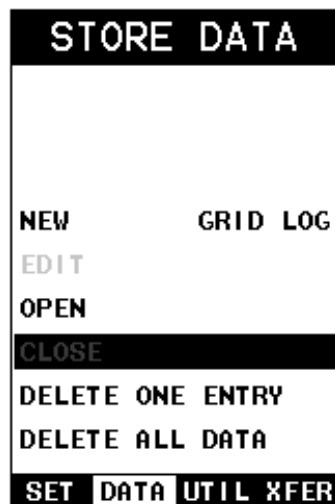 STORE DATA
NEW GRID LOG
EDIT
OPEN
CLOSE
DELETE ONE ENTRY
DELETE ALL DATA
SET DATA UTIL XFER